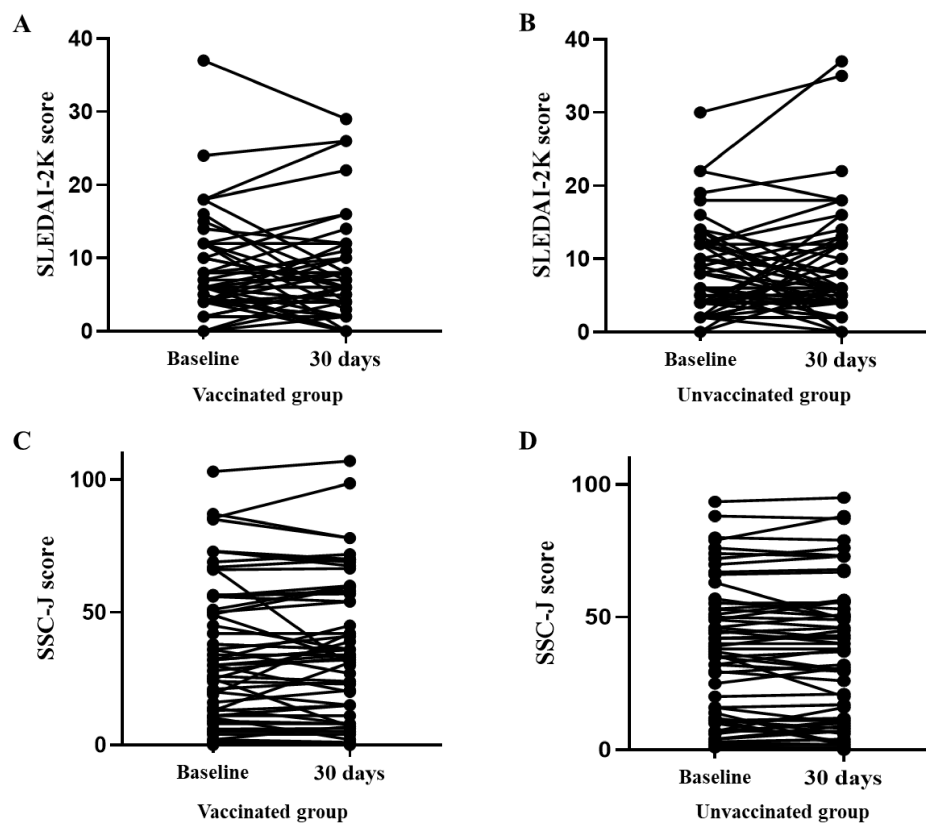 A
SLEDAI-2K score
40
30
20
10
0
Baseline 30 days
Vaccinated group
B
SLEDAI-2K score
40
30
20
10
0
Baseline 30 days
Unvaccinated group
C
SSC-J score
100
50
0
Baseline 30 days
Vaccinated group
D
SSC-J score
100
50
0
Baseline 30 days
Unvaccinated group